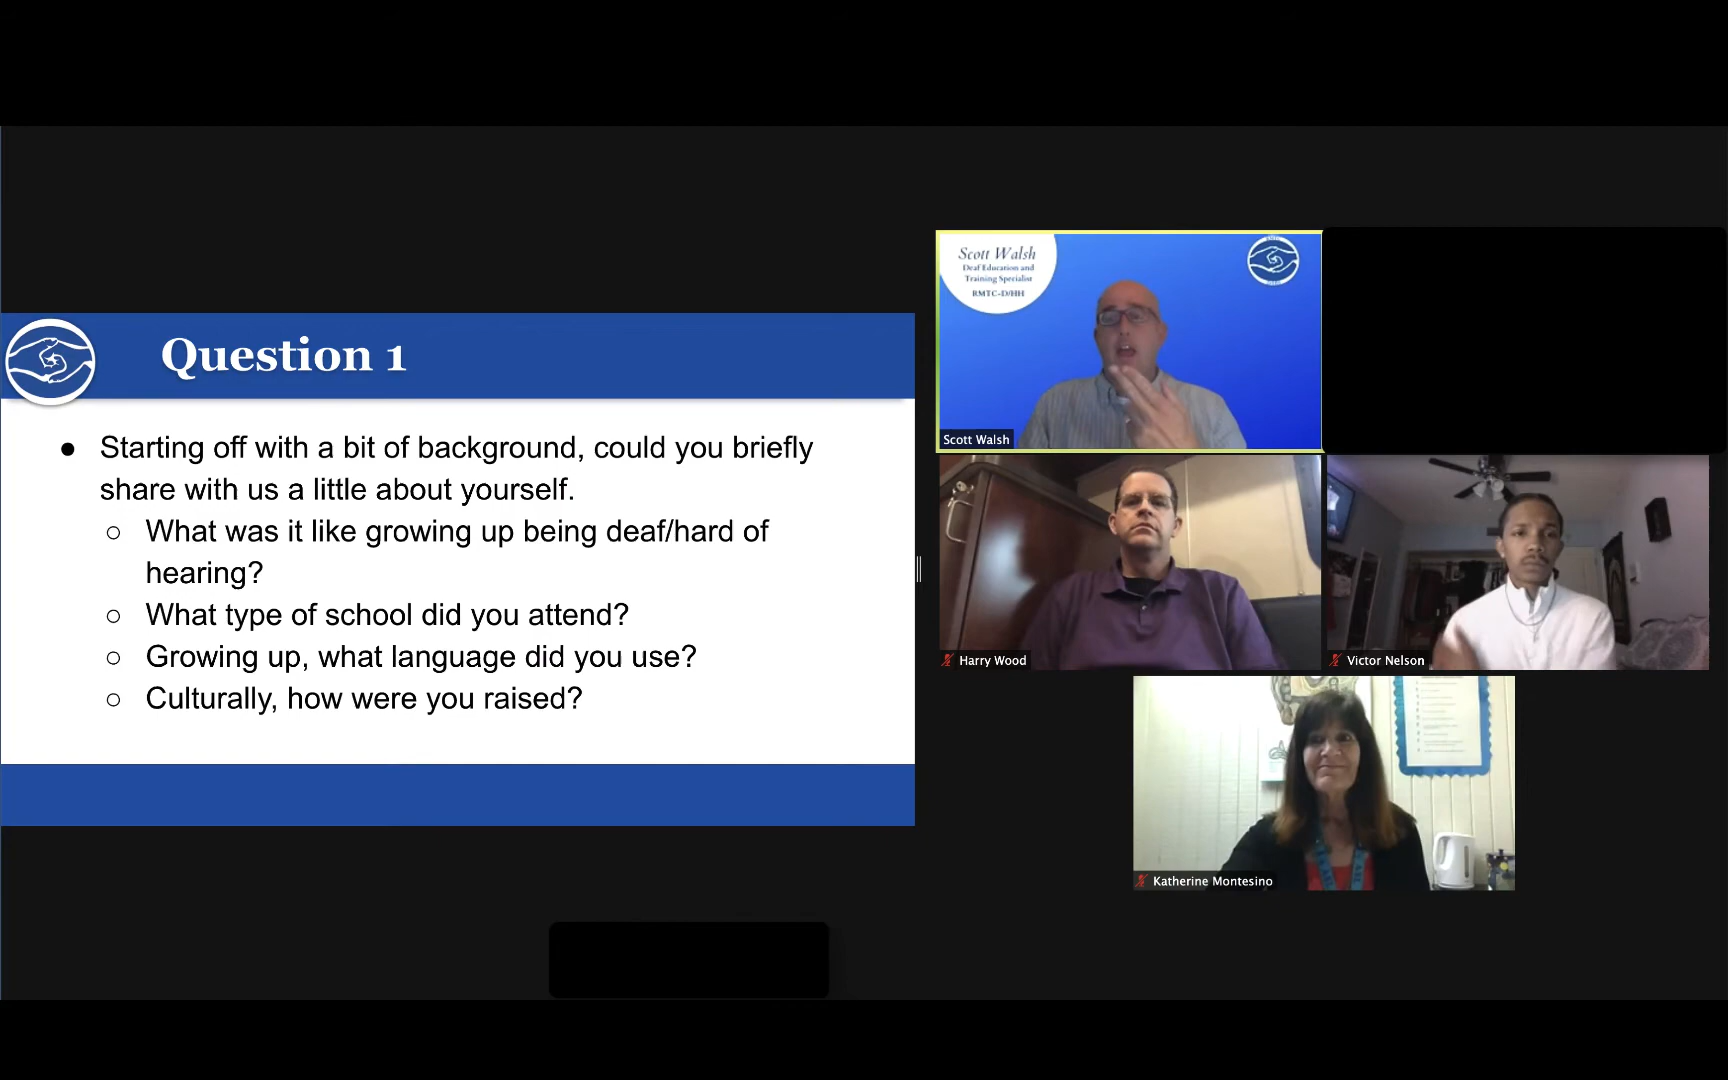 Question 1
● Starting off with a bit of background, could you briefly
share with us a little about yourself.
○ What was it like growing up being deaf/hard of
hearing?
○ What type of school did you attend?
○ Growing up, what language did you use?
○ Culturally, how were you raised?
Scott Walsh
Deaf Education and
Training Specialist
RMTC-D/HH
Scott Walsh
Harry Wood
Victor Nelson
Katherine Montesino